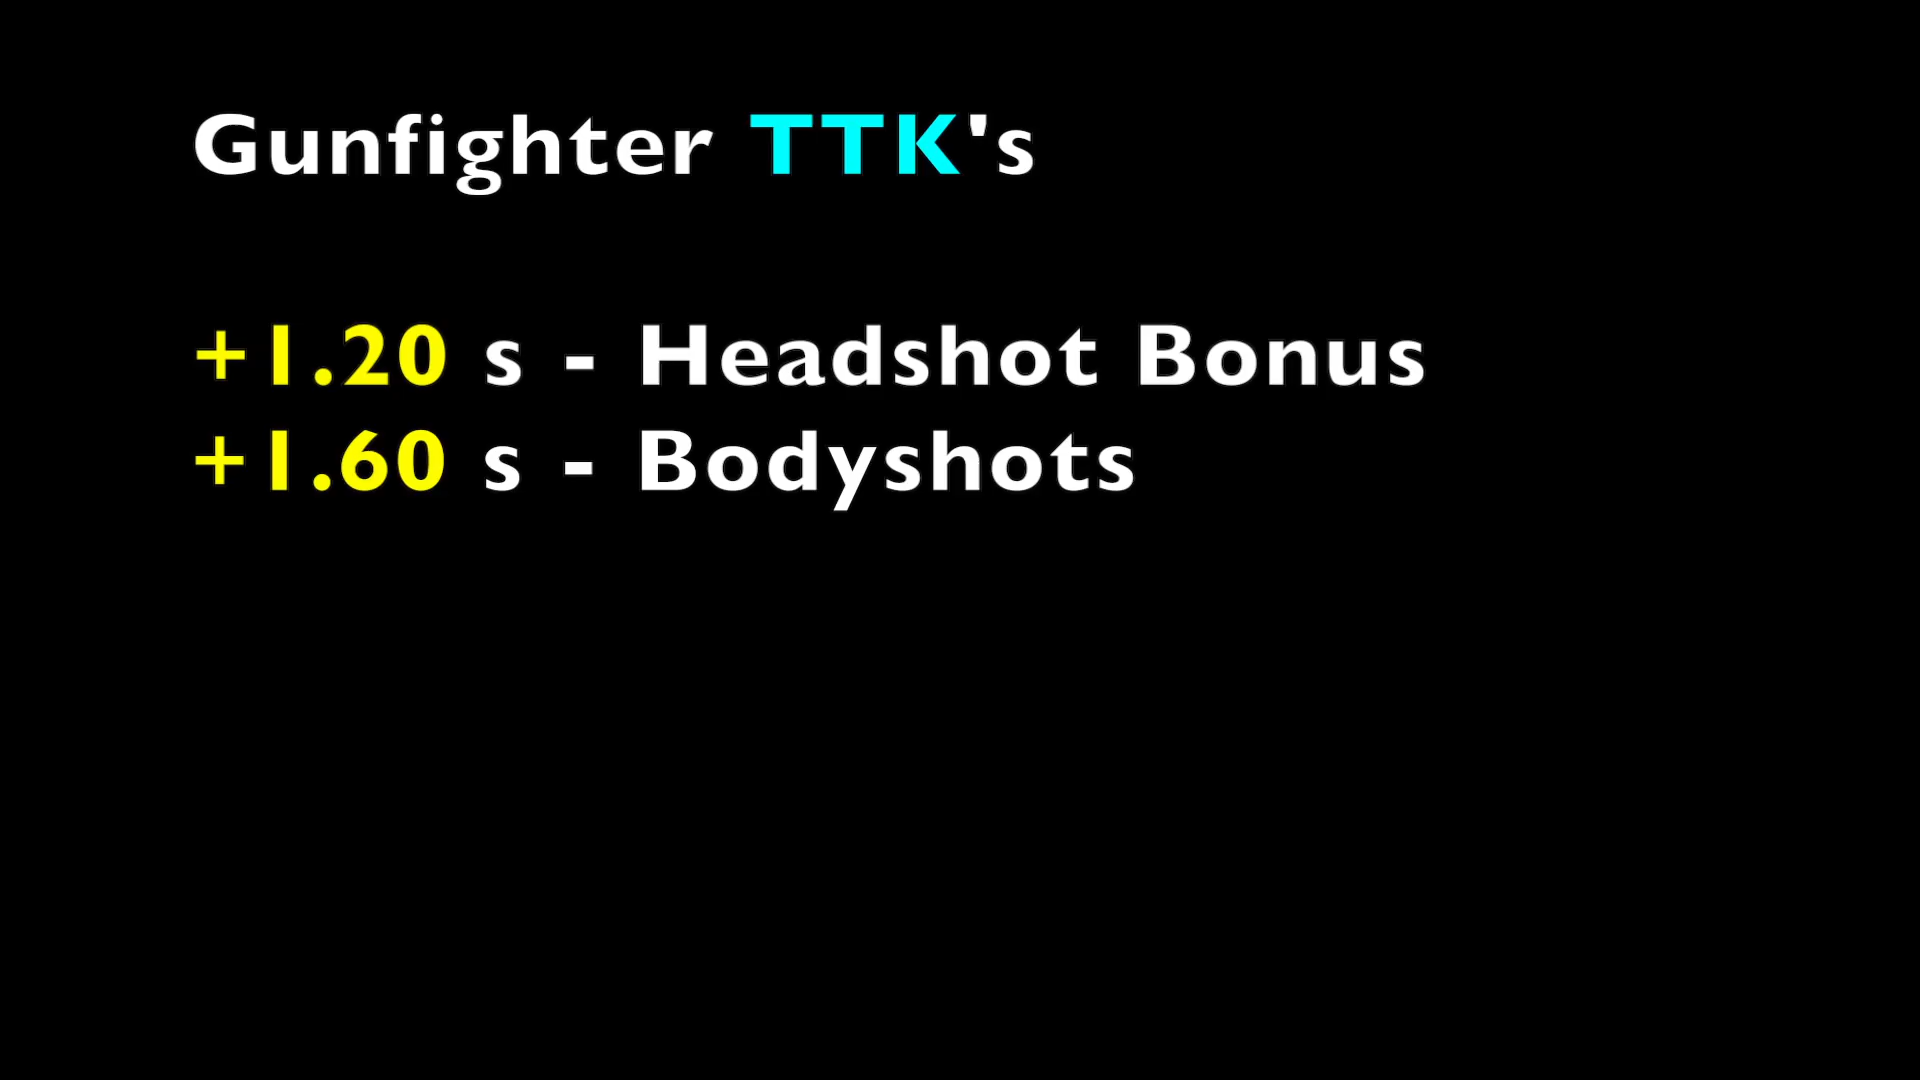 Gunfighter TTK's
+1.20 s - Headshot Bonus
+1.60 s - Bodyshots